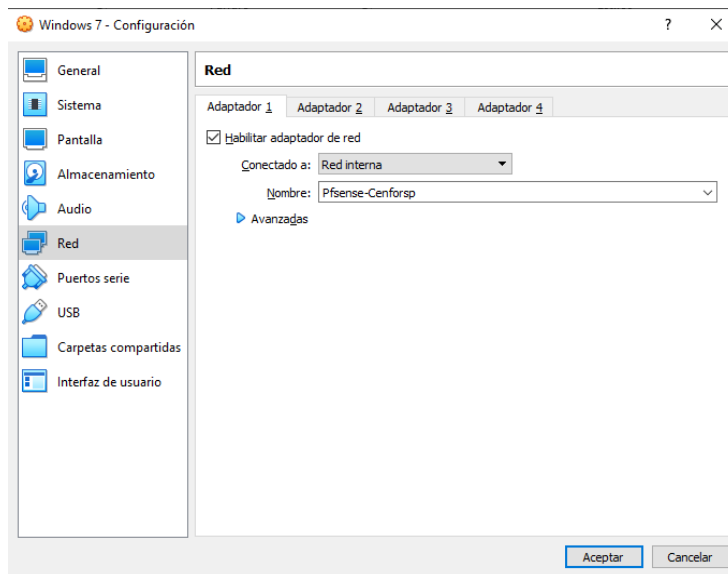 Windows 7 - Configuración
?
General
Sistema
Pantalla
Almacenamiento
Audio
Red
Puertos serie
USB
Carpetas compartidas
Interfaz de usuario
Red
Adaptador 1 Adaptador 2 Adaptador 3 Adaptador 4
Habilitar adaptador de red
Conectado a: Red interna
Nombre: Pfsense-Cenforsp
Avanzadas
Aceptar Cancelar